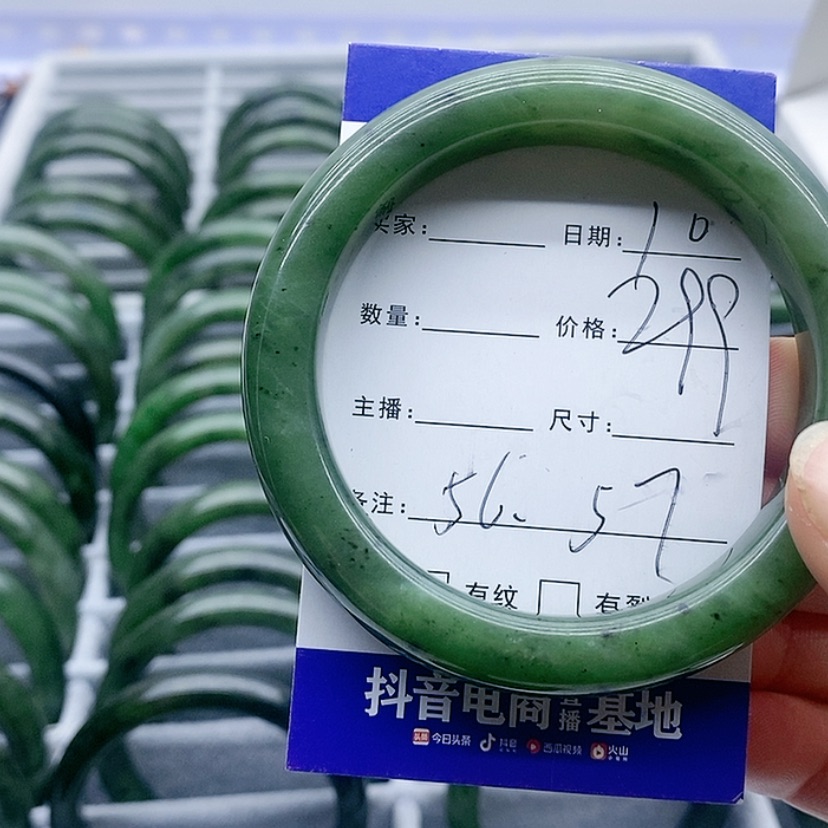 卖家: 日期: 10
数量: 价格: 299
主播: 尺寸:
备注: 56. 57
有纹 有裂
抖音电商直播基地
头条 今日头条 抖音 西瓜视频 火山